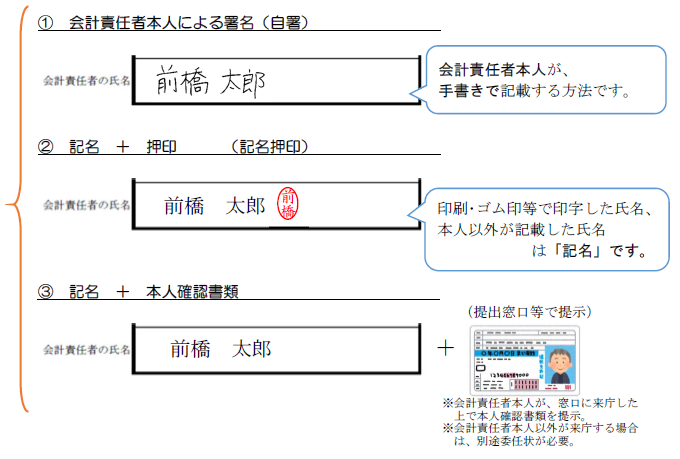 ① 会計責任者本人による署名（自署）
会計責任者の氏名
前橋 太郎
会計責任者本人が、
手書きで記載する方法です。
② 記名 ＋ 押印 （記名押印）
会計責任者の氏名
前橋 太郎
前橋
印刷・ゴム印等で印字した氏名、
本人以外が記載した氏名
は「記名」です。
③ 記名 ＋ 本人確認書類
（提出窓口等で提示）
会計責任者の氏名
前橋 太郎
＋
※会計責任者本人が、窓口に来庁した
上で本人確認書類を提示。
※会計責任者本人以外が来庁する場合
は、別途委任状が必要。